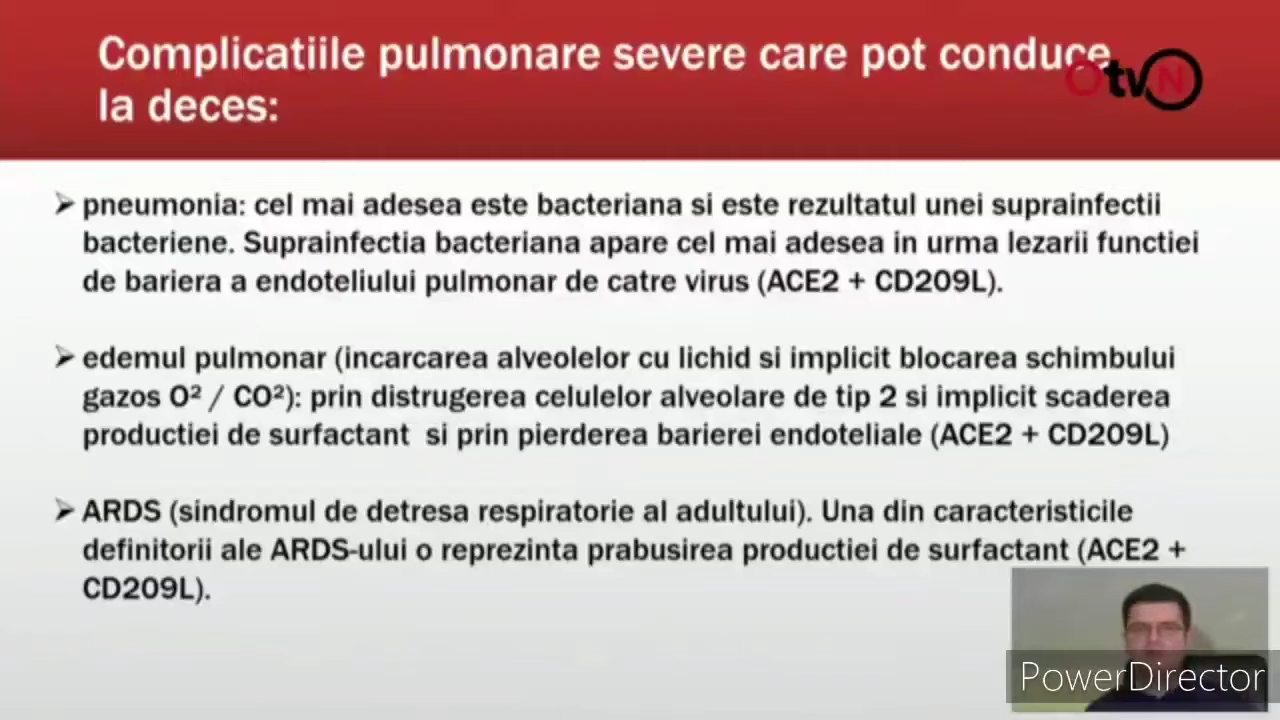 Complicatiile pulmonare severe care pot conduce
la deces:
OtvN
pneumonia: cel mai adesea este bacteriana si este rezultatul unei suprainfectii
bacteriene. Suprainfectia bacteriana apare cel mai adesea in urma lezarii functiei
de bariera a endoteliului pulmonar de catre virus (ACE2 + CD209L).
edemul pulmonar (incarcarea alveolelor cu lichid si implicit blocarea schimbului
gazos O² / CO²): prin distrugerea celulelor alveolare de tip 2 si implicit scaderea
productiei de surfactant si prin pierderea barierei endoteliale (ACE2 + CD209L)
ARDS (sindromul de detresa respiratorie al adultului). Una din caracteristicile
definitorii ale ARDS-ului o reprezinta prabusirea productiei de surfactant (ACE2 +
CD209L).
PowerDirector